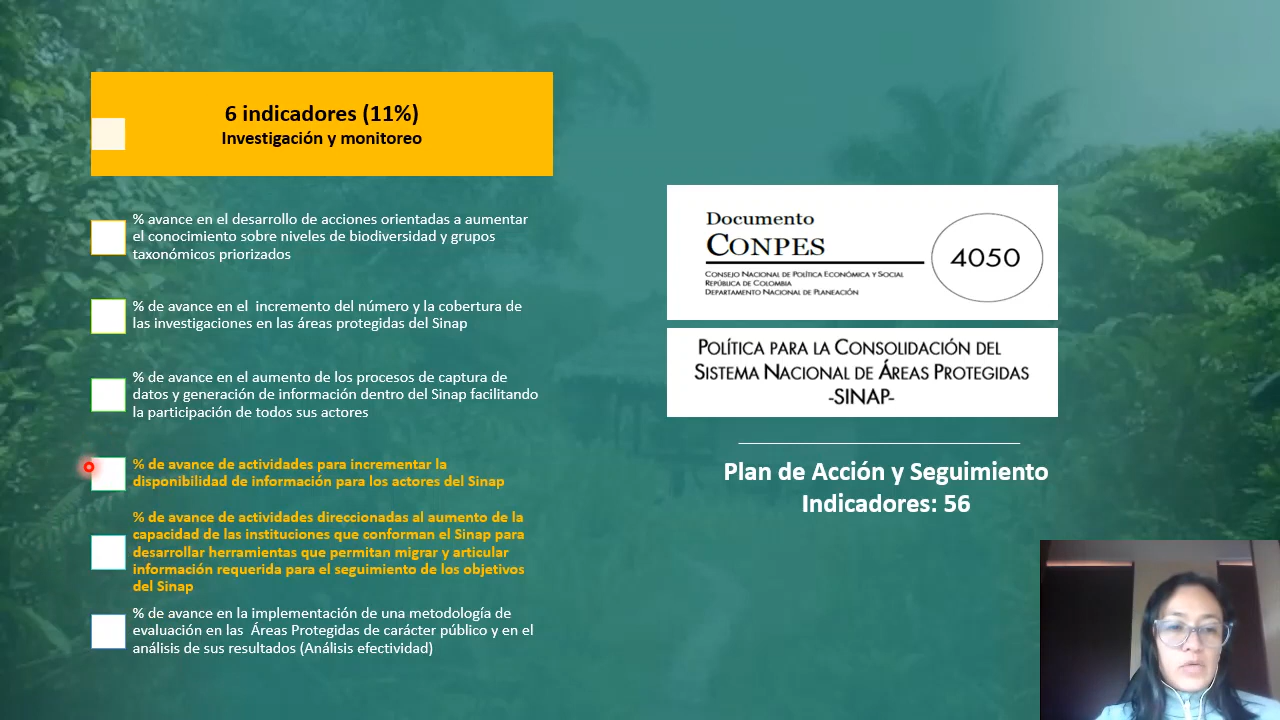 6 indicadores (11%)
Investigación y monitoreo
% avance en el desarrollo de acciones orientadas a aumentar
el conocimiento sobre niveles de biodiversidad y grupos
taxonómicos priorizados
% de avance en el incremento del número y la cobertura de
las investigaciones en las áreas protegidas del Sinap
% de avance en el aumento de los procesos de captura de
datos y generación de información dentro del Sinap facilitando
la participación de todos sus actores
% de avance de actividades para incrementar la
disponibilidad de información para los actores del Sinap
% de avance de actividades direccionadas al aumento de la
capacidad de las instituciones que conforman el Sinap para
desarrollar herramientas que permitan migrar y articular
información requerida para el seguimiento de los objetivos
del Sinap
% de avance en la implementación de una metodología de
evaluación en las Áreas Protegidas de carácter público y en el
análisis de sus resultados (Análisis efectividad)
Documento
CONPES
4050
CONSEJO NACIONAL DE POLÍTICA ECONÓMICA Y SOCIAL
REPÚBLICA DE COLOMBIA
DEPARTAMENTO NACIONAL DE PLANEACIÓN
POLÍTICA PARA LA CONSOLIDACIÓN DEL
SISTEMA NACIONAL DE ÁREAS PROTEGIDAS
-SINAP-
Plan de Acción y Seguimiento
Indicadores: 56